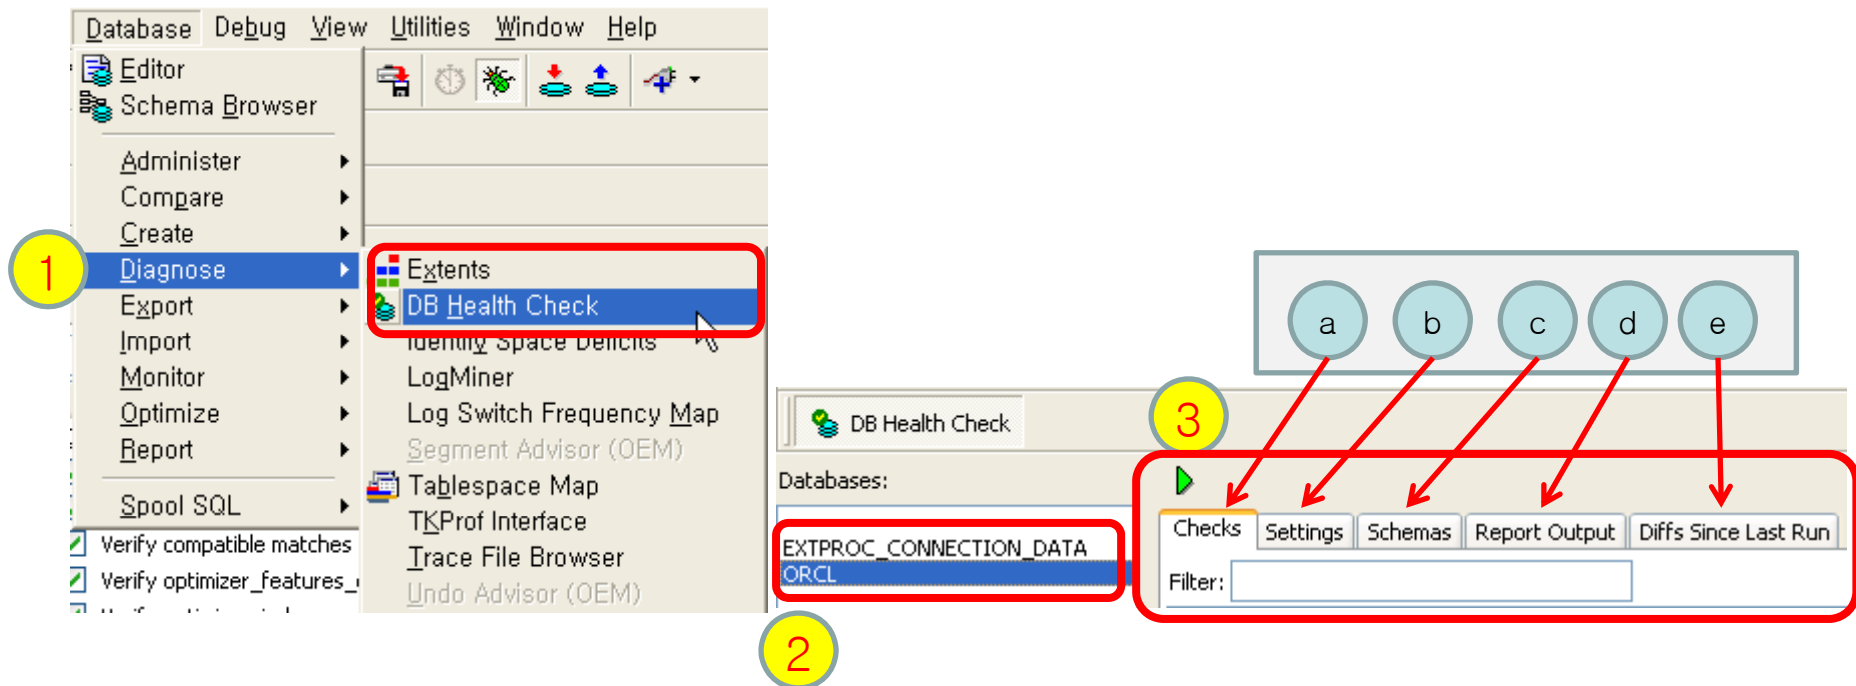 Database Debug View Utilities Window Help
Editor
Schema Browser
Administer
Compare
Create
1
Diagnose
Export
Import
Monitor
Optimize
Report
Spool SQL
Verify compatible matches
Verify optimizer_features_
Extents
DB Health Check
Identify Space Deficits
LogMiner
Log Switch Frequency Map
Segment Advisor (OEM)
Tablespace Map
TKProf Interface
Trace File Browser
Undo Advisor (OEM)
DB Health Check
Databases:
EXTPROC_CONNECTION_DATA
ORCL
2
a b c d e
3
Checks Settings Schemas Report Output Diffs Since Last Run
Filter: